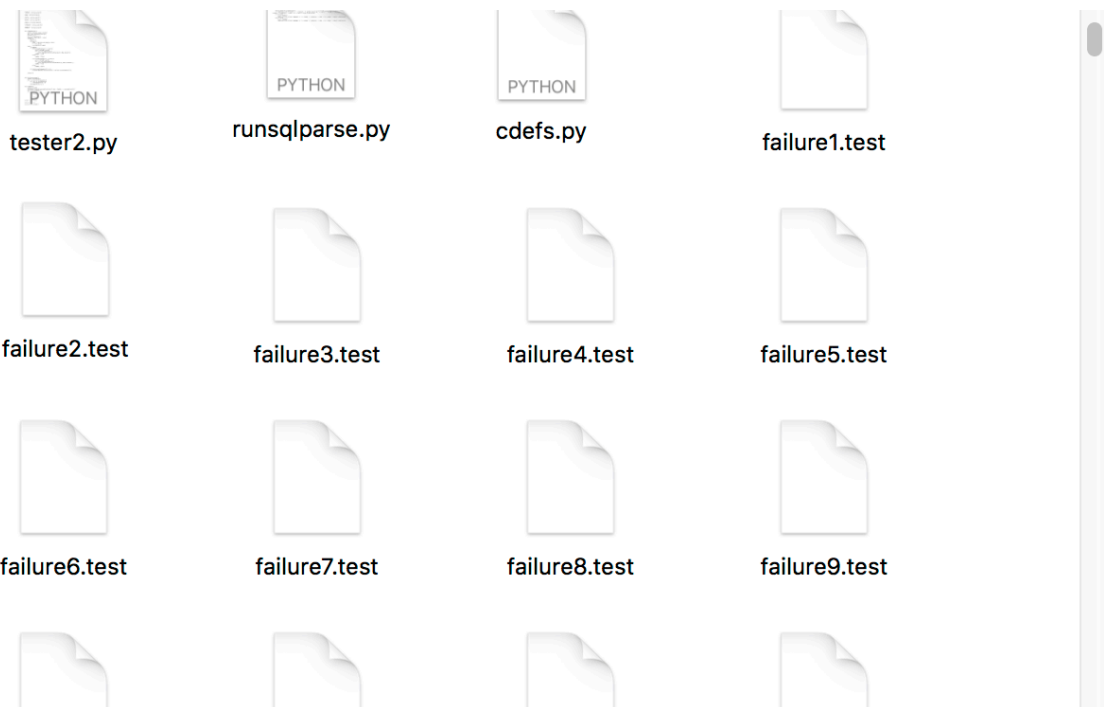 PYTHON
PYTHON
PYTHON
tester2.py
runsqlparse.py
cdefs.py
failure1.test
failure2.test
failure3.test
failure4.test
failure5.test
failure6.test
failure7.test
failure8.test
failure9.test